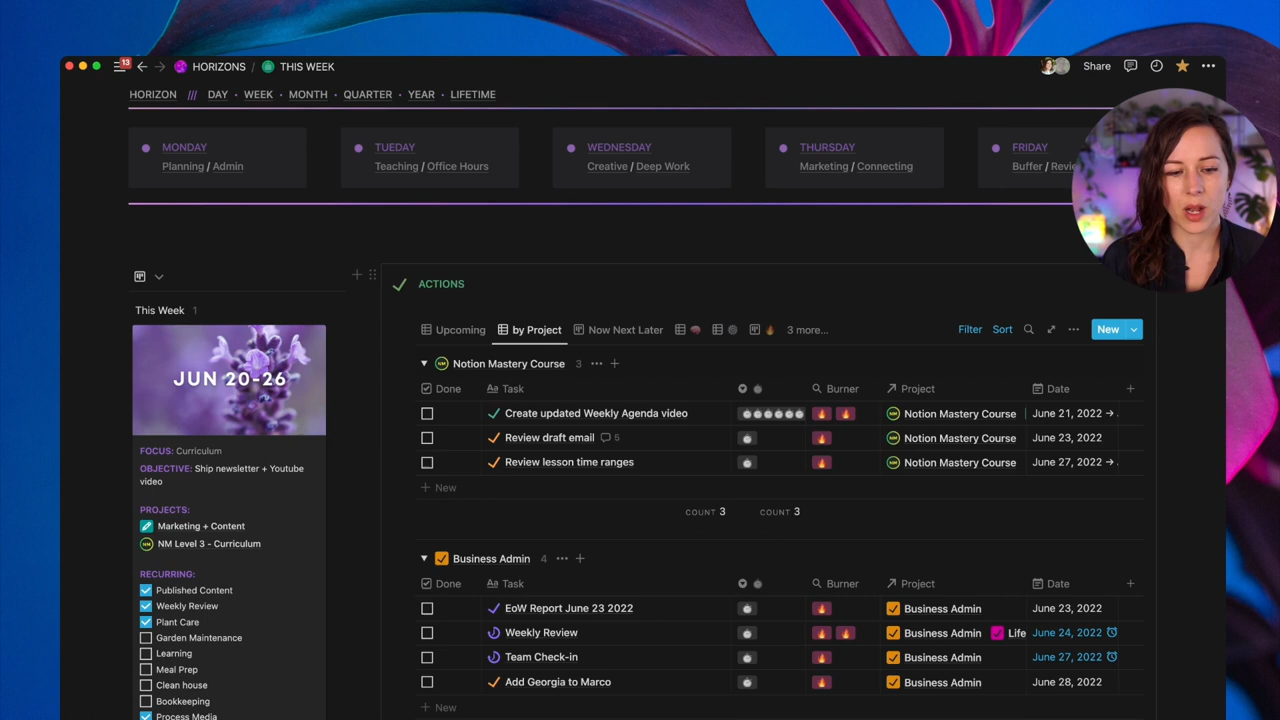 13
HORIZONS / THIS WEEK
Share
HORIZON /// DAY · WEEK · MONTH · QUARTER · YEAR · LIFETIME
MONDAY
Planning / Admin
TUEDAY
Teaching / Office Hours
WEDNESDAY
Creative / Deep Work
THURSDAY
Marketing / Connecting
FRIDAY
Buffer /
This Week 1
JUN 20-26
FOCUS: Curriculum
OBJECTIVE: Ship newsletter + Youtube
video
PROJECTS:
Marketing + Content
NM NM Level 3 - Curriculum
RECURRING:
Published Content
Weekly Review
Plant Care
Garden Maintenance
Learning
Meal Prep
Clean house
Bookkeeping
Process Media
ACTIONS
Upcoming by Project Now Next Later 3 more... Filter Sort New
NM Notion Mastery Course 3
Done Aa Task Burner Project Date
Create updated Weekly Agenda video NM Notion Mastery Course June 21, 2022 →
Review draft email 5 NM Notion Mastery Course June 23, 2022
Review lesson time ranges NM Notion Mastery Course June 27, 2022 →
+ New
COUNT 3 COUNT 3
Business Admin 4
Done Aa Task Burner Project Date
EoW Report June 23 2022 Business Admin June 23, 2022
Weekly Review Business Admin Life June 24, 2022
Team Check-in Business Admin June 27, 2022
Add Georgia to Marco Business Admin June 28, 2022
+ New